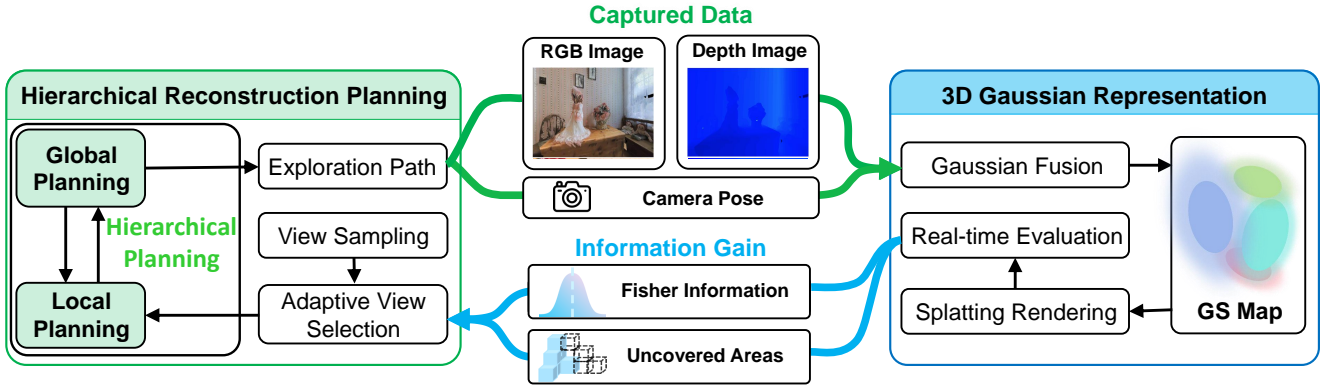 Captured Data
RGB Image
Depth Image
Camera Pose
Hierarchical Reconstruction Planning
Global
Planning
Exploration Path
Hierarchical
Planning
View Sampling
Local
Planning
Adaptive View
Selection
Information Gain
Fisher Information
Uncovered Areas
3D Gaussian Representation
Gaussian Fusion
Real-time Evaluation
Splatting Rendering
GS Map